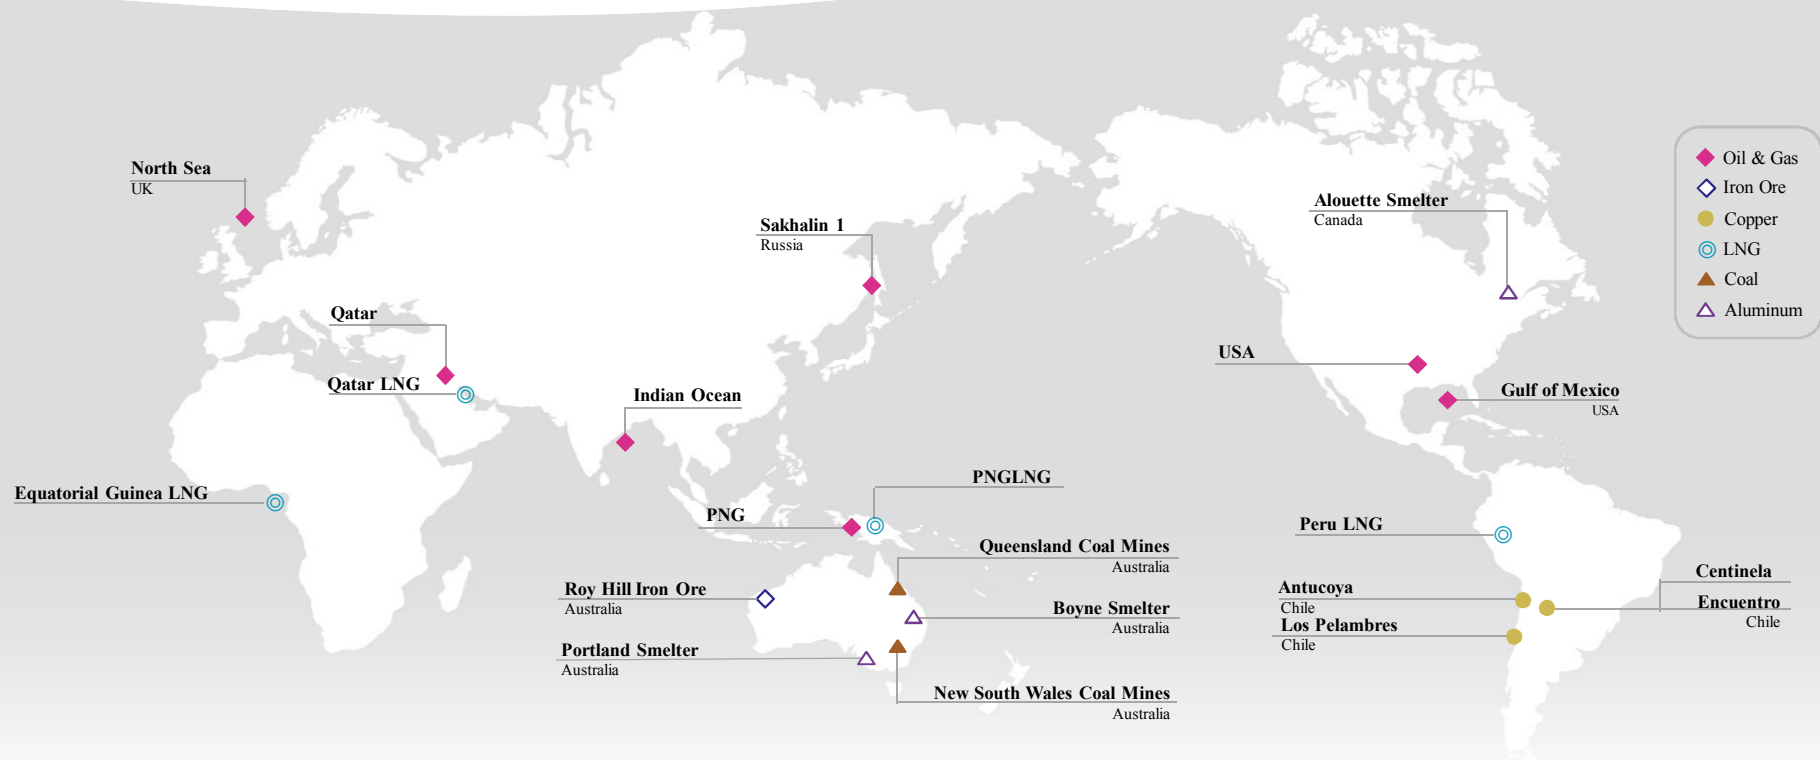 North Sea
UK
Sakhalin 1
Russia
Alouette Smelter
Canada
Oil & Gas
Iron Ore
Copper
LNG
Coal
Aluminum
Qatar
Qatar LNG
Indian Ocean
USA
Gulf of Mexico
USA
Equatorial Guinea LNG
PNGLNG
PNG
Peru LNG
Queensland Coal Mines
Australia
Roy Hill Iron Ore
Australia
Boyne Smelter
Australia
Portland Smelter
Australia
New South Wales Coal Mines
Australia
Antucoya
Chile
Los Pelambres
Chile
Centinela
Encuentro
Chile